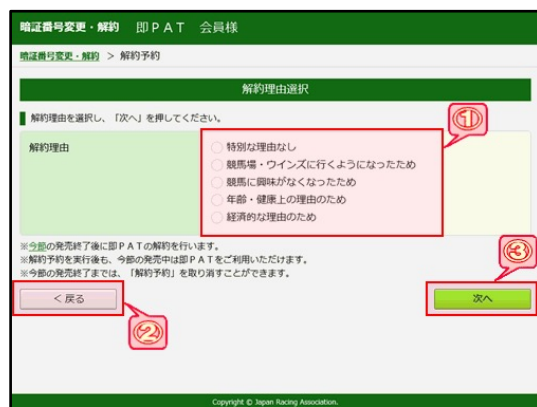 暗証番号変更・解約 即PAT 会員様
暗証番号変更・解約 > 解約予約
解約理由選択
解約理由を選択し、「次へ」を押してください。
①
解約理由
特別な理由なし
競馬場・ウインズに行くようになったため
競馬に興味がなくなったため
年齢・健康上の理由のため
経済的な理由のため
※今節の発売終了後に即PATの解約を行います。
※解約予約を実行後も、今節の発売中は即PATをご利用いただけます。
※今節の発売終了までは、「解約予約」を取り消すことができます。
③
< 戻る
次へ
②
Copyright © Japan Racing Association.